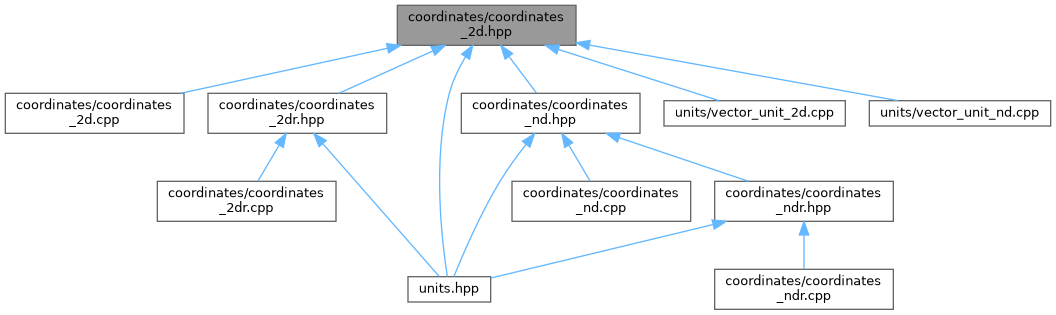 coordinates/coordinates
_2d.hpp
coordinates/coordinates
_2d.cpp
coordinates/coordinates
_2dr.hpp
coordinates/coordinates
_nd.hpp
units/vector_unit_2d.cpp
units/vector_unit_nd.cpp
coordinates/coordinates
_2dr.cpp
coordinates/coordinates
_nd.cpp
coordinates/coordinates
_ndr.hpp
units.hpp
coordinates/coordinates
_ndr.cpp